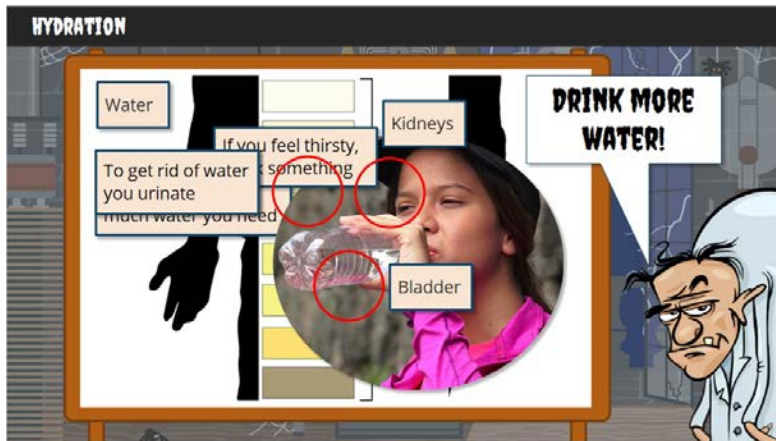 HYDRATION
DRINK MORE
WATER!
Water
Kidneys
If you feel thirsty,
something
To get rid of water
you urinate
much water you need
Bladder